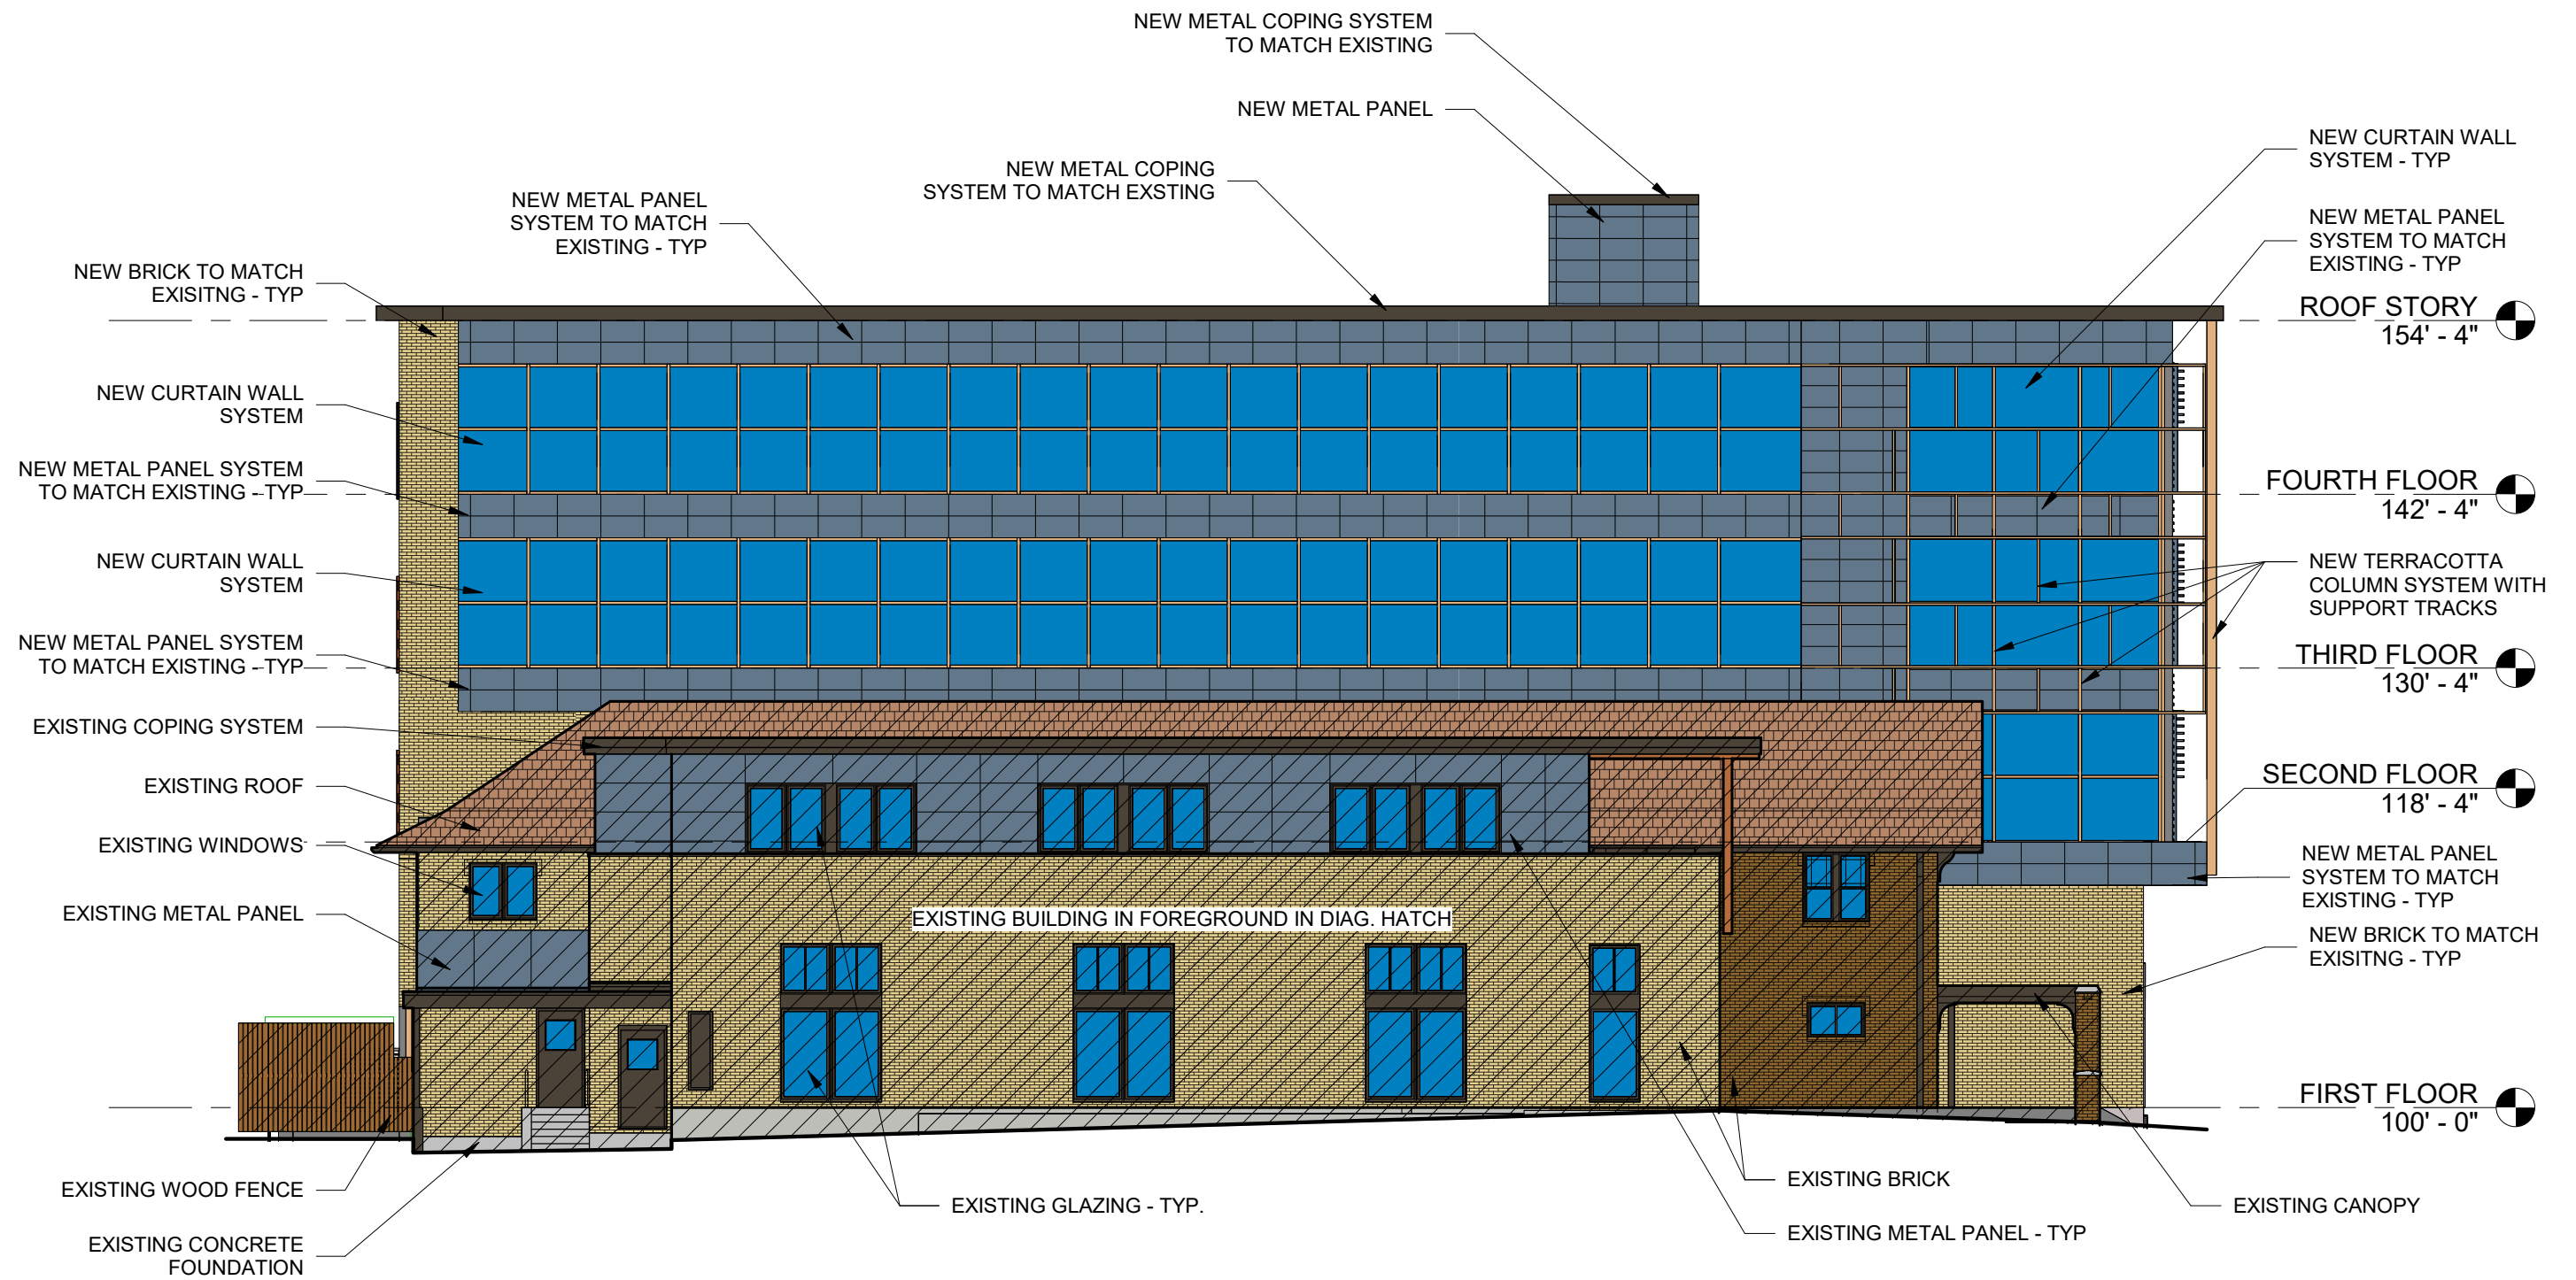 NEW METAL COPING SYSTEM
TO MATCH EXISTING
NEW METAL PANEL
NEW METAL COPING
SYSTEM TO MATCH EXSTING
NEW METAL PANEL
SYSTEM TO MATCH
EXISTING - TYP
NEW BRICK TO MATCH
EXISITNG - TYP
NEW CURTAIN WALL
SYSTEM
NEW METAL PANEL SYSTEM
TO MATCH EXISTING - TYP
NEW CURTAIN WALL
SYSTEM
NEW METAL PANEL SYSTEM
TO MATCH EXISTING - TYP
EXISTING COPING SYSTEM
EXISTING ROOF
EXISTING WINDOWS
EXISTING METAL PANEL
EXISTING WOOD FENCE
EXISTING CONCRETE
FOUNDATION
EXISTING BUILDING IN FOREGROUND IN DIAG. HATCH
EXISTING GLAZING - TYP.
EXISTING BRICK
EXISTING METAL PANEL - TYP
EXISTING CANOPY
NEW CURTAIN WALL
SYSTEM - TYP
NEW METAL PANEL
SYSTEM TO MATCH
EXISTING - TYP
ROOF STORY
154' - 4"
FOURTH FLOOR
142' - 4"
NEW TERRACOTTA
COLUMN SYSTEM WITH
SUPPORT TRACKS
THIRD FLOOR
130' - 4"
SECOND FLOOR
118' - 4"
NEW METAL PANEL
SYSTEM TO MATCH
EXISTING - TYP
NEW BRICK TO MATCH
EXISITNG - TYP
FIRST FLOOR
100' - 0"